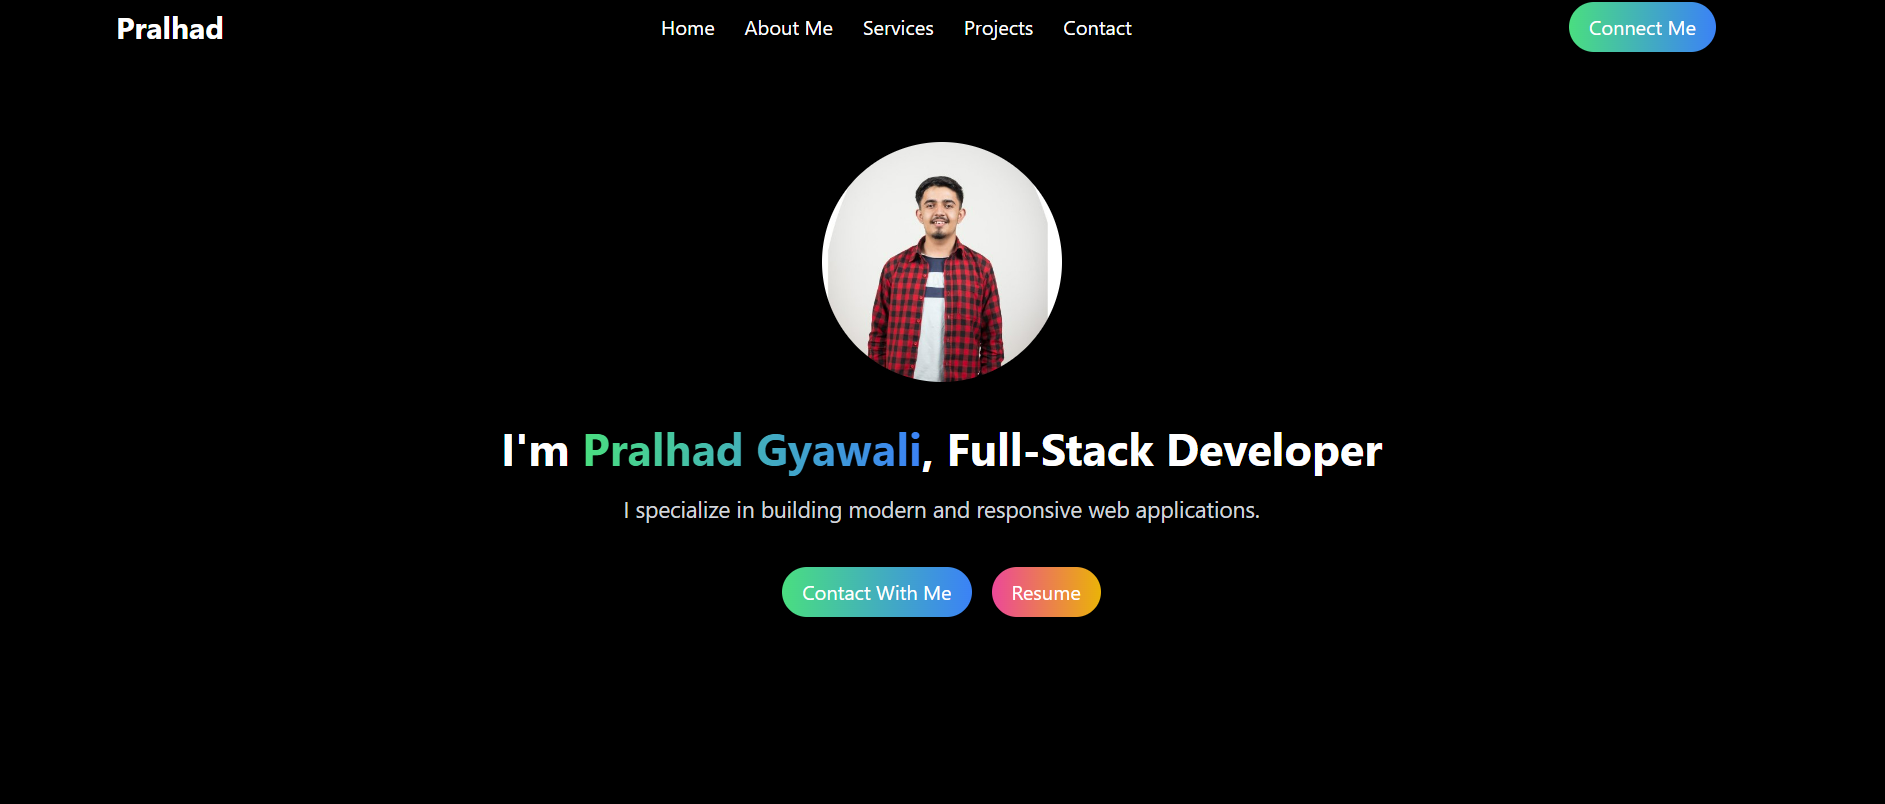 Pralhad
Home About Me Services Projects Contact
Connect Me
I'm Pralhad Gyawali, Full-Stack Developer
I specialize in building modern and responsive web applications.
Contact With Me
Resume